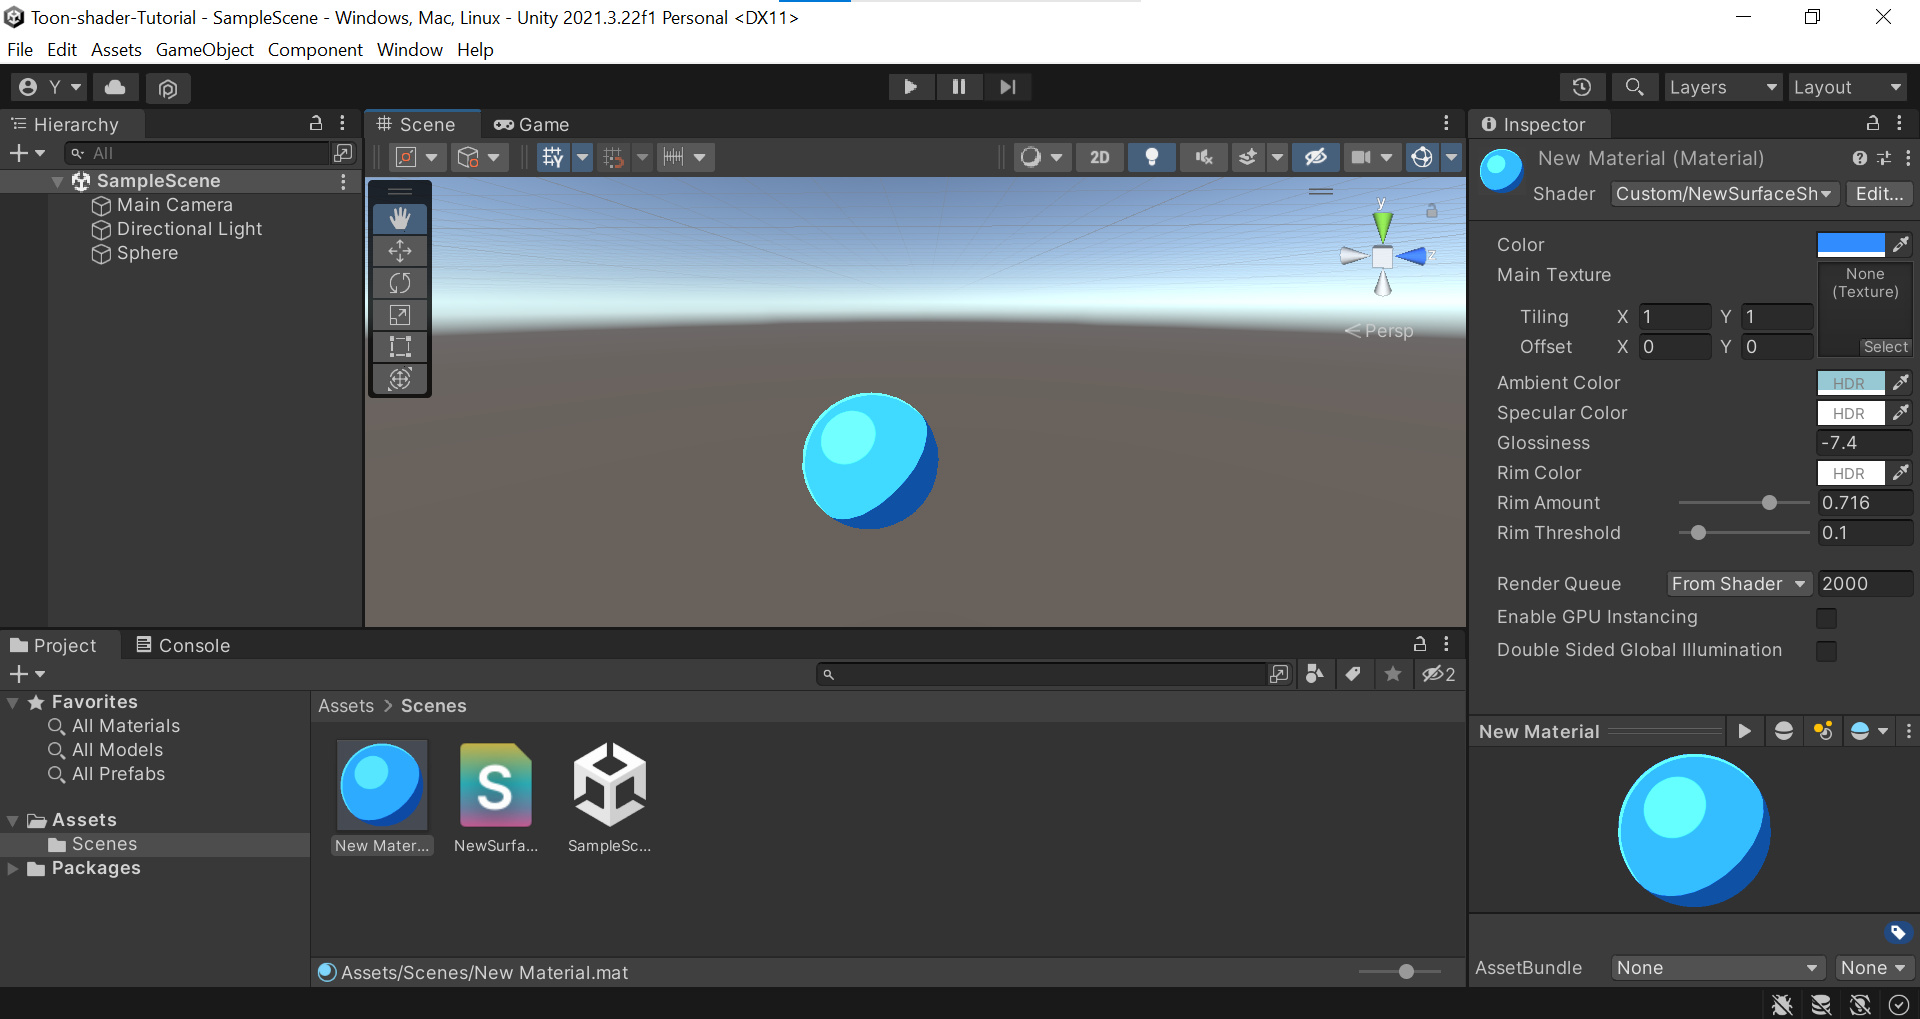 Toon-shader-Tutorial - SampleScene - Windows, Mac, Linux - Unity 2021.3.22f1 Personal <DX11>
File Edit Assets GameObject Component Window Help
Y
Layers Layout
Hierarchy
All
SampleScene
Main Camera
Directional Light
Sphere
Scene Game
2D
y
z
Persp
Inspector
New Material (Material)
Shader Custom/NewSurfaceSh Edit...
Color
Main Texture
None
(Texture)
Tiling X 1 Y 1
Offset X 0 Y 0
Select
Ambient Color HDR
Specular Color HDR
Glossiness -7.4
Rim Color HDR
Rim Amount 0.716
Rim Threshold 0.1
Render Queue From Shader 2000
Enable GPU Instancing
Double Sided Global Illumination
Project Console
2
Favorites
All Materials
All Models
All Prefabs
Assets
Scenes
Packages
Assets > Scenes
S
New Mater... NewSurfa... SampleSc...
Assets/Scenes/New Material.mat
New Material
AssetBundle None None